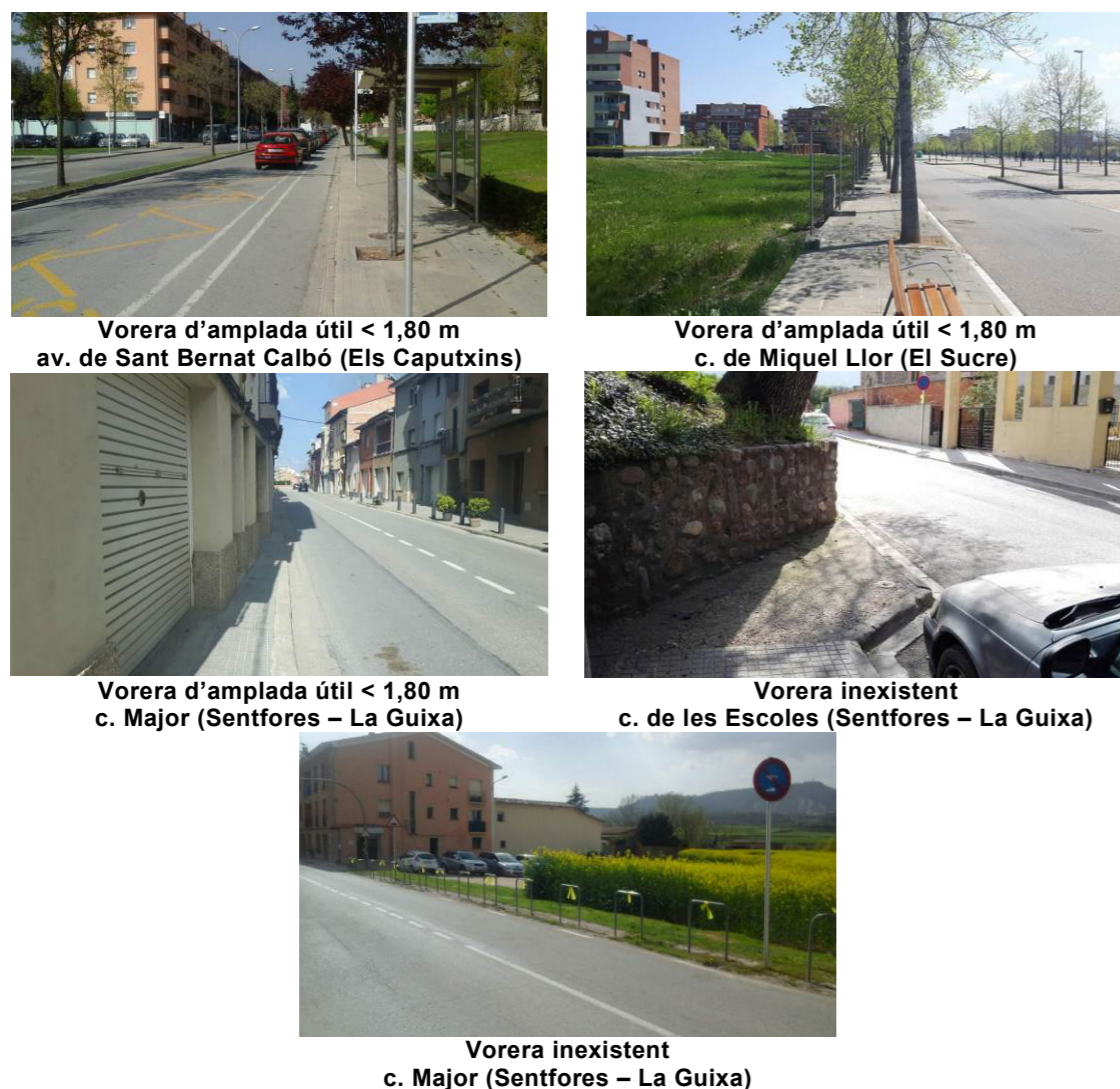 Vorera d’amplada útil < 1,80 m
av. de Sant Bernat Calbó (Els Caputxins)
Vorera d’amplada útil < 1,80 m
c. de Miquel Llor (El Sucre)
Vorera d’amplada útil < 1,80 m
c. Major (Sentfores – La Guixa)
Vorera inexistent
c. de les Escoles (Sentfores – La Guixa)
Vorera inexistent
c. Major (Sentfores – La Guixa)